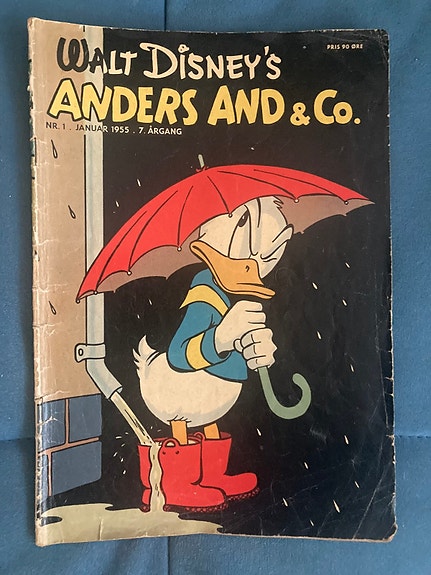 PRIS 90 ØRE
WALT DISNEY'S
ANDERS AND & Co.
NR. 1 . JANUAR 1955 . 7. ÅRGANG